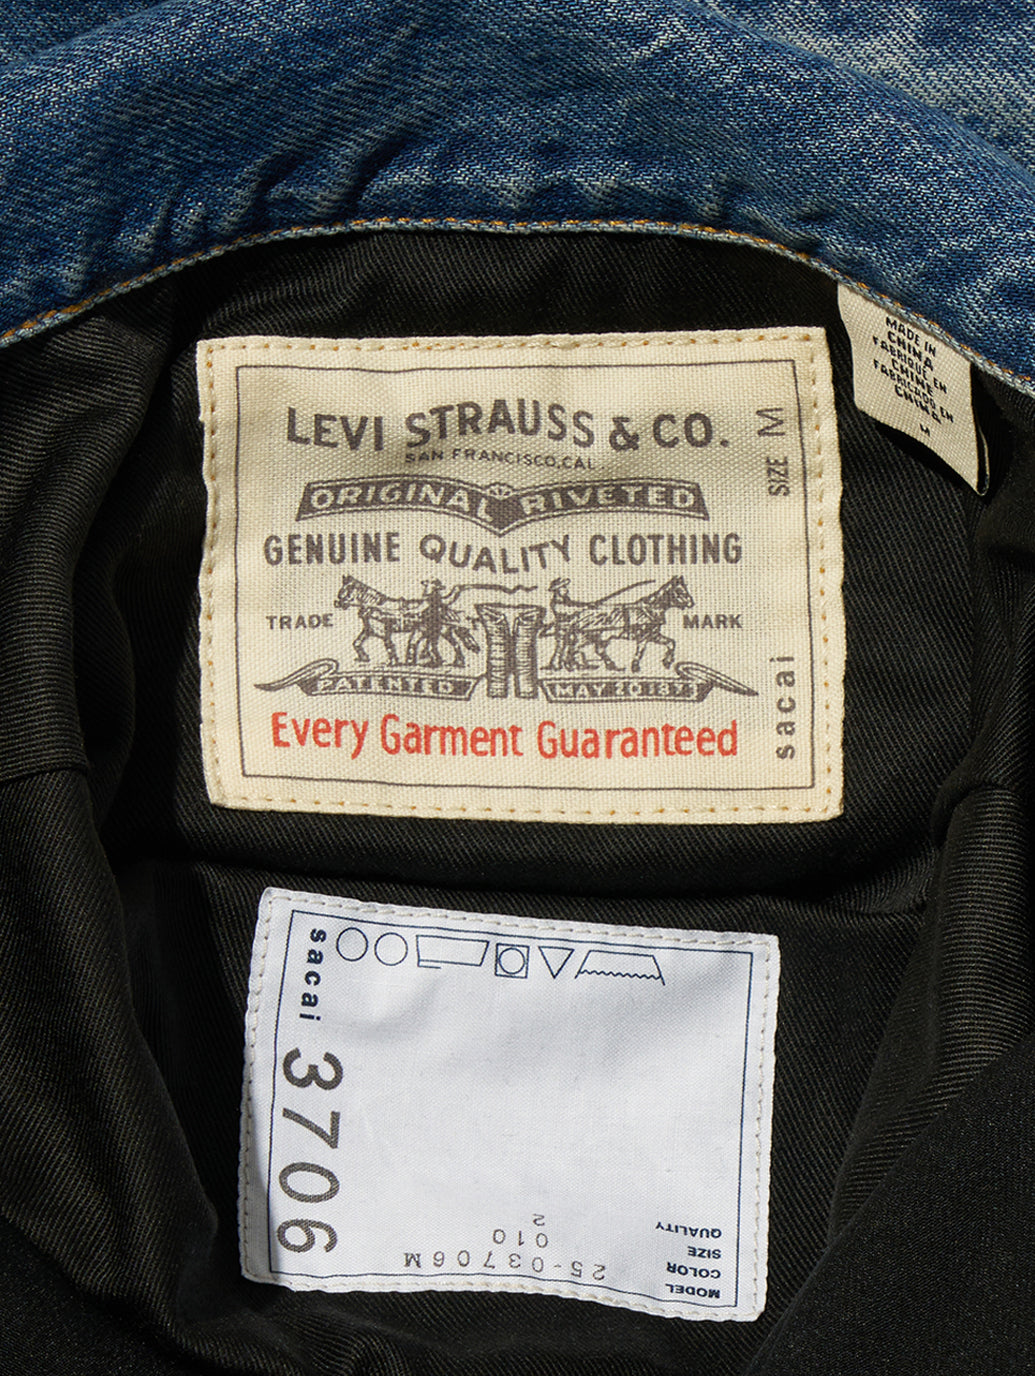 LEVI STRAUSS & CO.
SAN FRANCISCO, CAL.
ORIGINAL RIVETED
GENUINE QUALITY CLOTHING
TRADE MARK
PATENTED MAY 20 1873
Every Garment Guaranteed
SIZE M
sacai
MADE IN
CHINA
FABRIQUÉ EN
CHINE
FABRICADO EN
CHINA
M
sacai
3706
MODEL 25-03706M
COLOR 010
SIZE 2
QUALITY